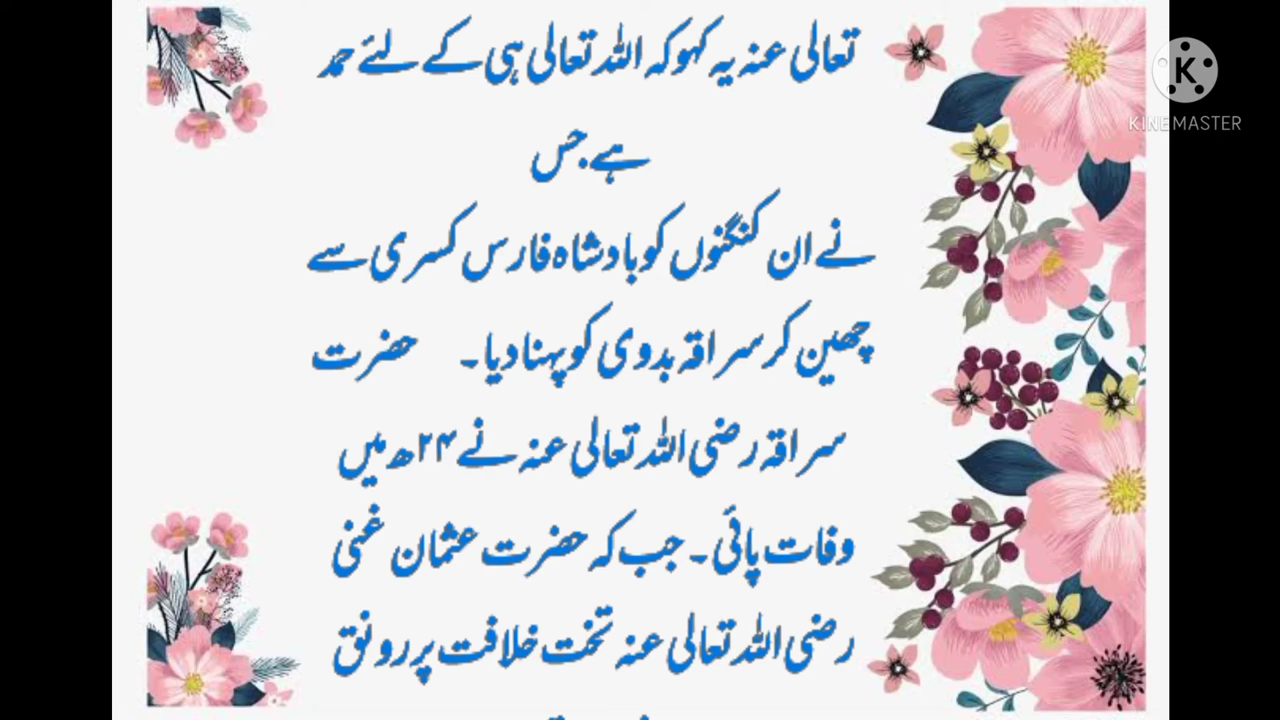 تعالی عنہ یہ کہو کہ اللہ تعالی ہی کے لئے حمد
ہے جس
نے ان کنگنوں کو بادشاہ فارس کسری سے
چھین کر سراقۃ بدوی کو پہنا دیا۔ حضرت
سراقۃ رضی اللہ تعالی عنہ نے ۲۴ھ میں
وفات پائی۔ جب کہ حضرت عثمان غنی
رضی اللہ تعالی عنہ تخت خلافت پر رونق
K
KINEMASTER